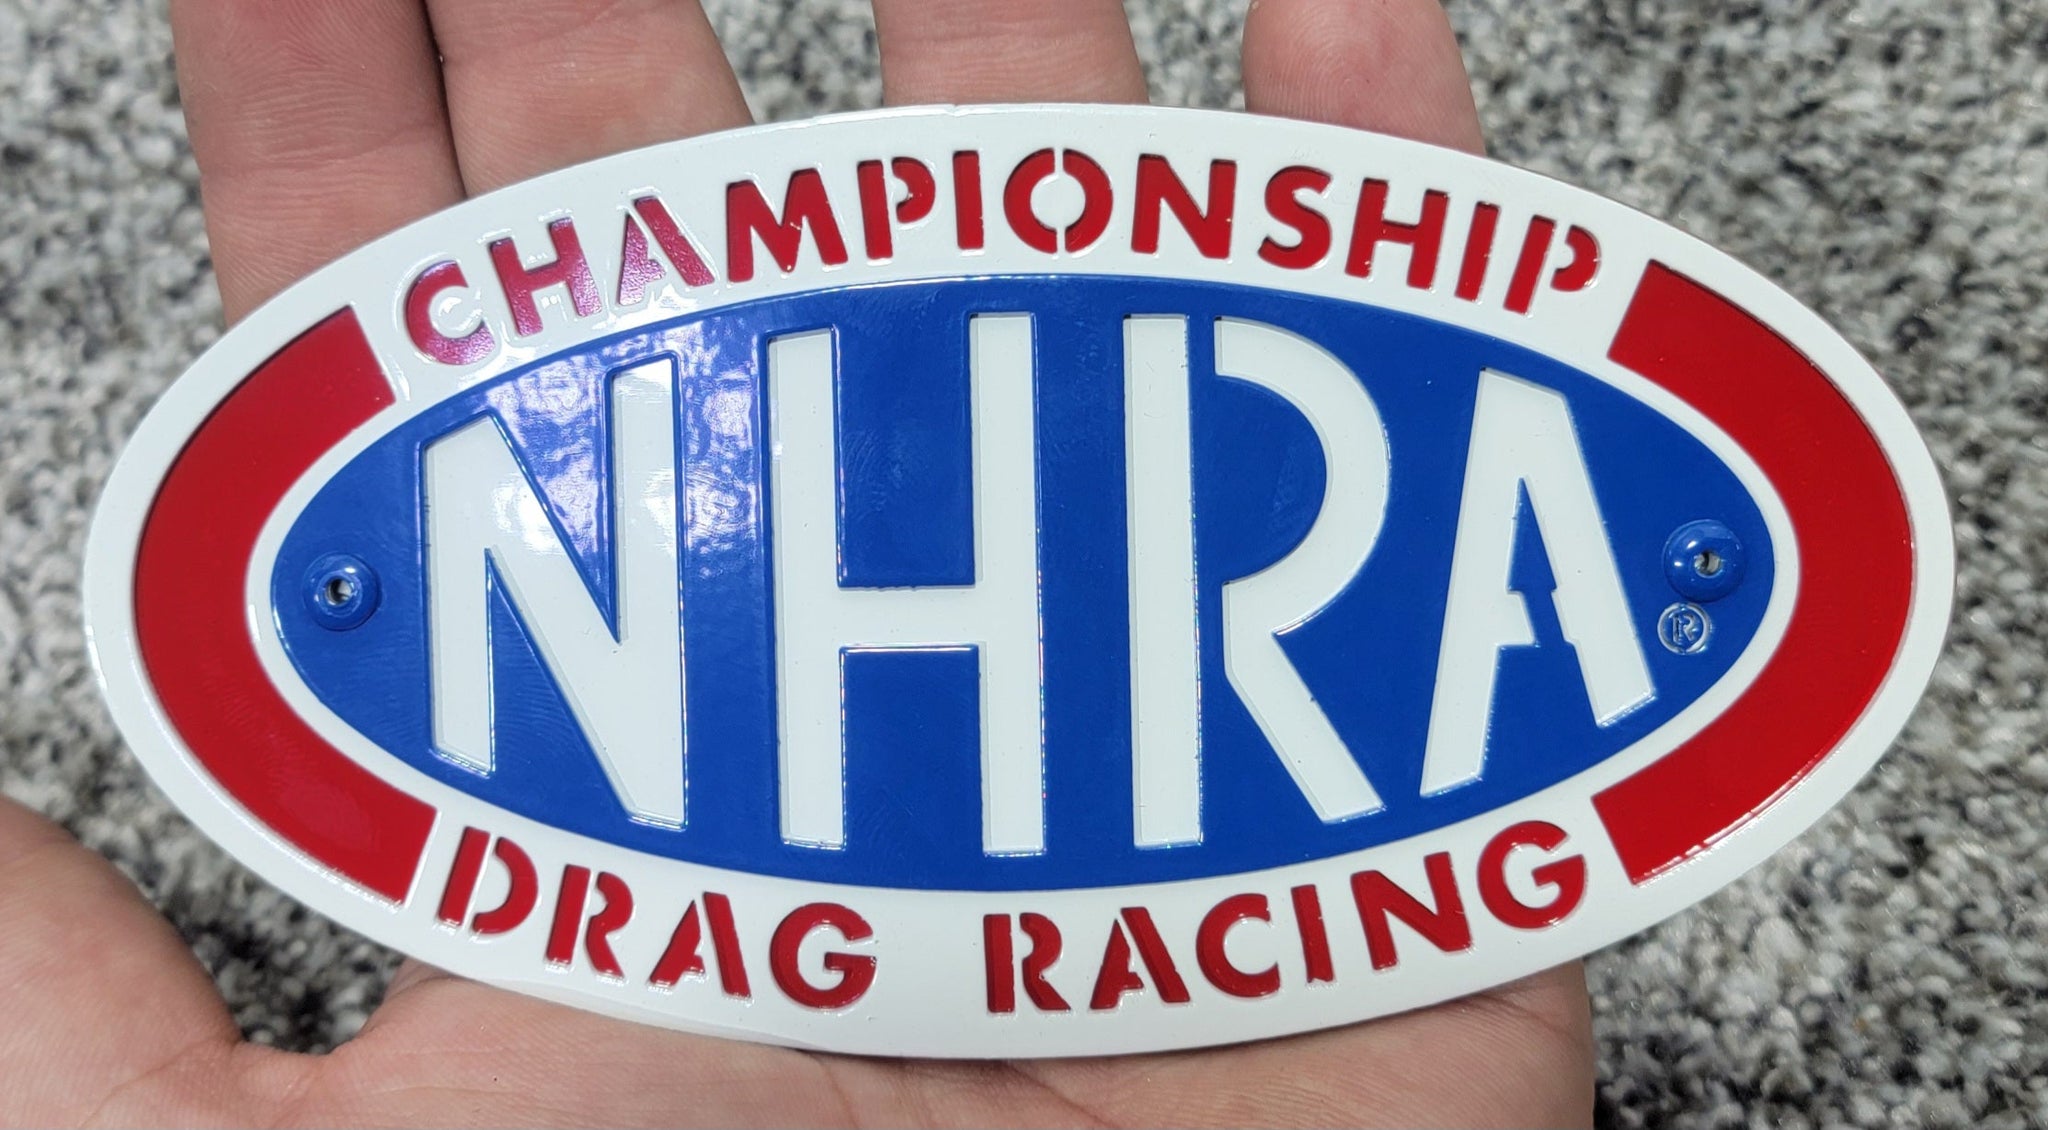 CHAMPIONSHIP
NHRA
®
DRAG RACING